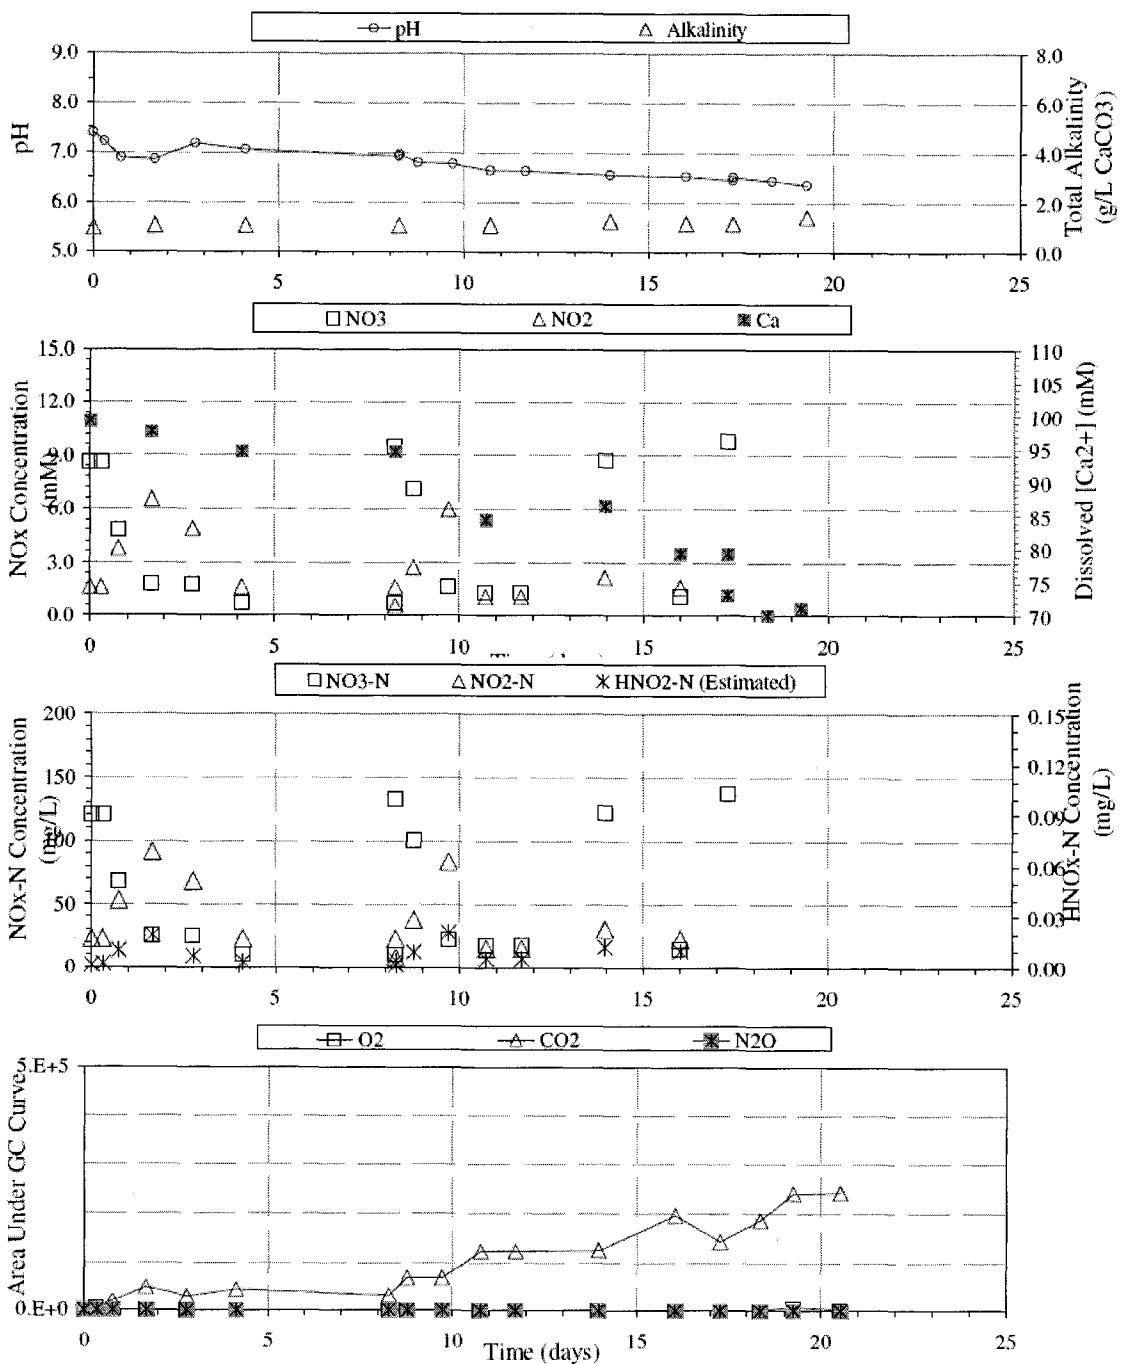 pH Alkalinity
9.0
8.0
7.0
6.0
5.0
pH
8.0
6.0
4.0
2.0
0.0
Total Alkalinity
(g/L CaCO3)
0 5 10 15 20 25
NO3 NO2 Ca
15.0
12.0
9.0
6.0
3.0
0.0
NOx Concentration
(mM)
110
105
100
95
90
85
80
75
70
Dissolved [Ca2+] (mM)
0 5 10 15 20 25
NO3-N NO2-N HNO2-N (Estimated)
200
150
100
50
0
NOx-N Concentration
(mg/L)
0.15
0.12
0.09
0.06
0.03
0.00
HNOx-N Concentration
(mg/L)
0 5 10 15 20 25
O2 CO2 N2O
5.E+5
0.E+0
Area Under GC Curve
0 5 10 15 20 25
Time (days)